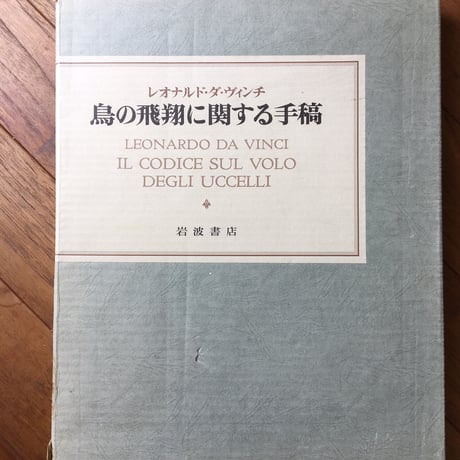 レオナルド・ダ・ヴィンチ
鳥の飛翔に関する手稿
LEONARDO DA VINCI
IL CODICE SUL VOLO
DEGLI UCCELLI
岩波書店